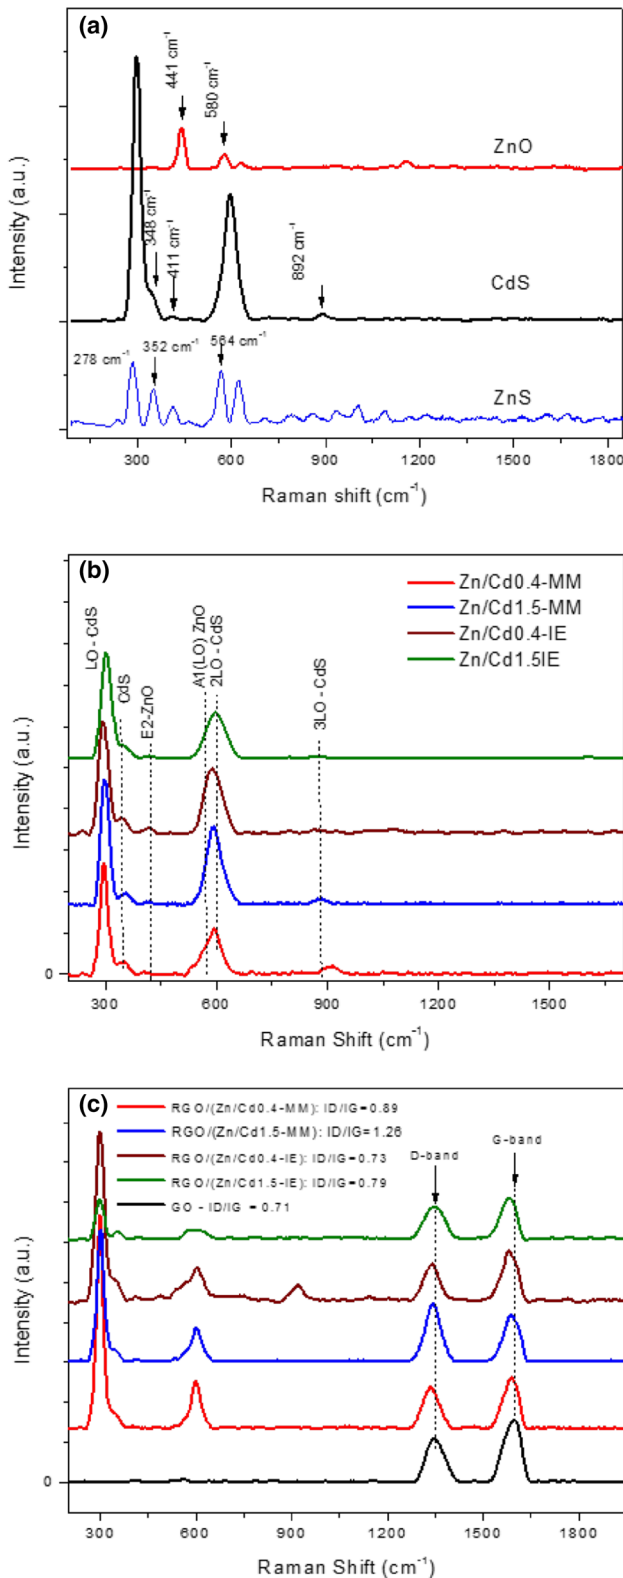 (a)
441 cm-1
580 cm-1
ZnO
348 cm-1
411 cm-1
892 cm-1
CdS
278 cm-1
352 cm-1
564 cm-1
ZnS
Intensity (a.u.)
300 600 900 1200 1500 1800
Raman shift (cm-1)
(b)
Zn/Cd0.4-MM
Zn/Cd1.5-MM
Zn/Cd0.4-IE
Zn/Cd1.5IE
LO - CdS
CdS
E2-ZnO
A1(LO) ZnO
2LO - CdS
3LO - CdS
Intensity (a.u.)
0
300 600 900 1200 1500
Raman Shift (cm-1)
(c)
RGO/(Zn/Cd0.4-MM): ID/IG=0.89
RGO/(Zn/Cd1.5-MM): ID/IG=1.26
RGO/(Zn/Cd0.4-IE): ID/IG=0.73
RGO/(Zn/Cd1.5-IE): ID/IG=0.79
GO - ID/IG = 0.71
D-band
G-band
Intensity (a.u.)
0
300 600 900 1200 1500 1800
Raman Shift (cm-1)